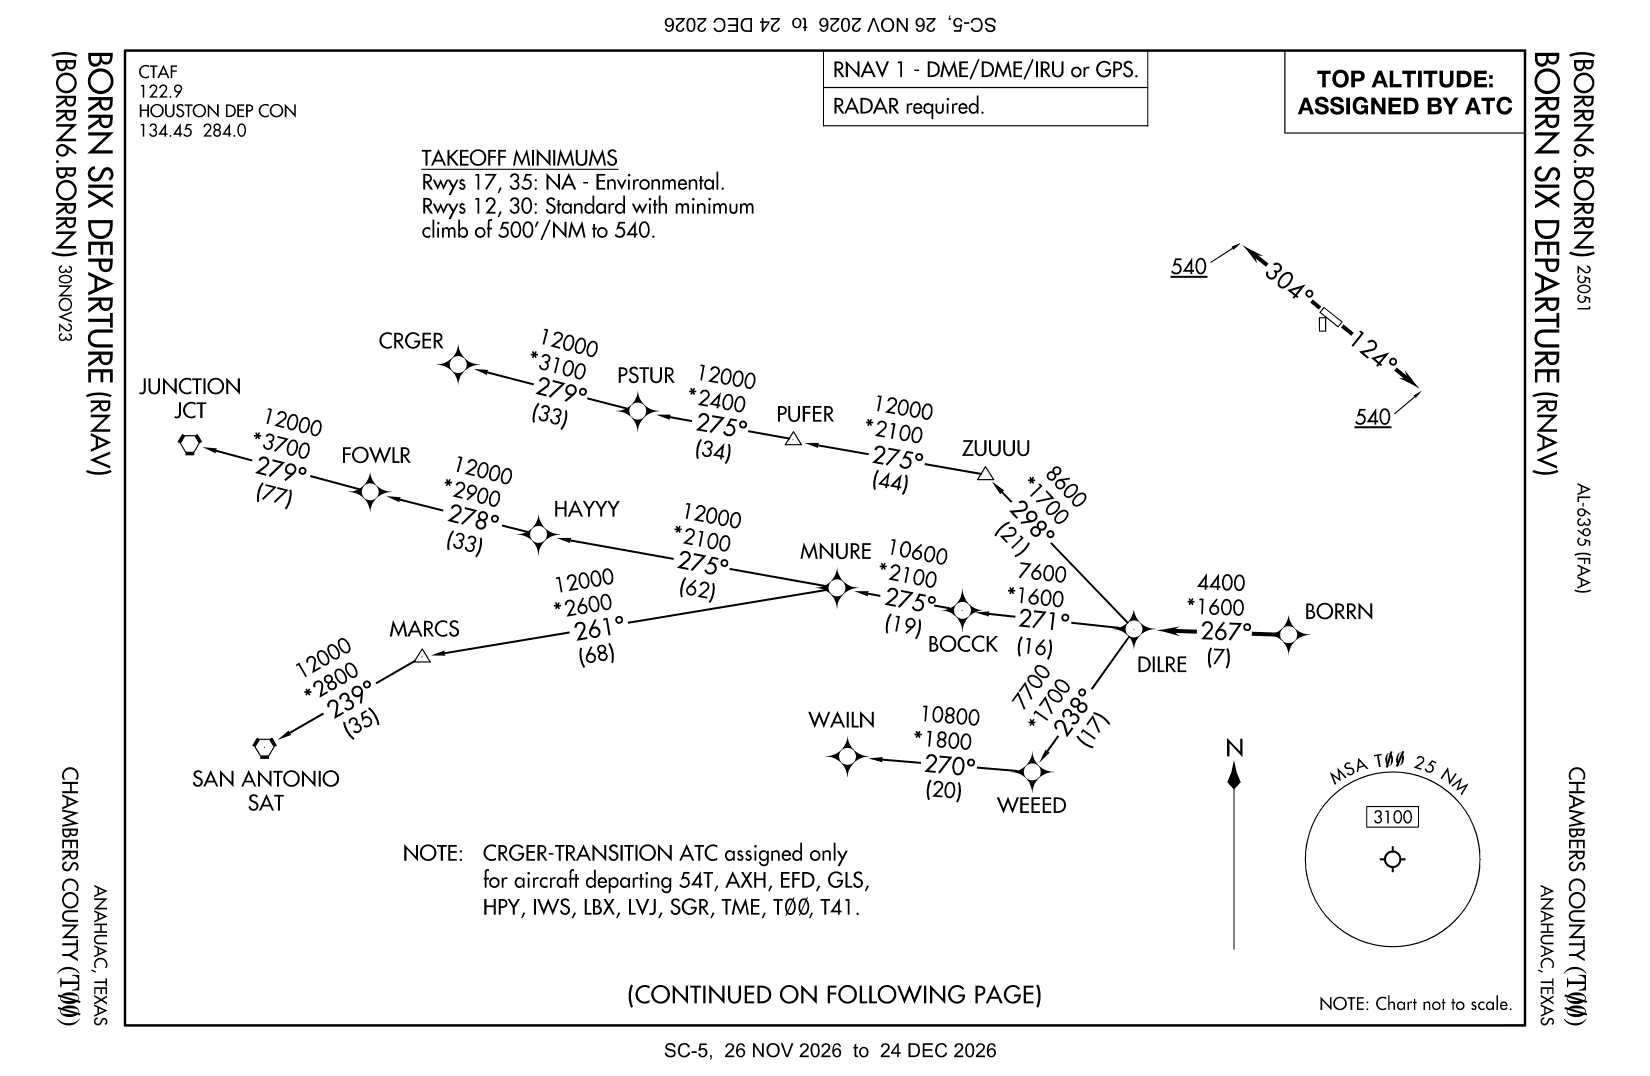 SC-5, 26 NOV 2026 to 24 DEC 2026
(BORRN6.BORRN) 30NOV23
BORRN SIX DEPARTURE (RNAV)
CHAMBERS COUNTY (TØØ)
ANAHUAC, TEXAS
CTAF
122.9
HOUSTON DEP CON
134.45 284.0
RNAV 1 - DME/DME/IRU or GPS.
RADAR required.
TOP ALTITUDE:
ASSIGNED BY ATC
(BORRN6.BORRN) 25051
BORRN SIX DEPARTURE (RNAV)
AL-6395 (FAA)
CHAMBERS COUNTY (TØØ)
ANAHUAC, TEXAS
TAKEOFF MINIMUMS
Rwys 17, 35: NA - Environmental.
Rwys 12, 30: Standard with minimum
climb of 500'/NM to 540.
540
304°
124°
540
CRGER
12000
*3100
279°
(33)
PSTUR
12000
*2400
275°
(34)
PUFER
12000
*2100
275°
(44)
ZUUUU
8600
*1700
298°
(21)
JUNCTION
JCT
12000
*3700
279°
(77)
FOWLR
12000
*2900
278°
(33)
HAYYY
12000
*2100
275°
(62)
MNURE
10600
*2100
275°
(19)
BOCCK
7600
*1600
271°
(16)
DILRE
4400
*1600
267°
(7)
BORRN
12000
*2600
261°
(68)
MARCS
12000
*2800
239°
(35)
SAN ANTONIO
SAT
7700
*1700
238°
(17)
WEEED
10800
*1800
270°
(20)
WAILN
N
MSA TØØ 25 NM
3100
NOTE: CRGER-TRANSITION ATC assigned only
for aircraft departing 54T, AXH, EFD, GLS,
HPY, IWS, LBX, LVJ, SGR, TME, TØØ, T41.
(CONTINUED ON FOLLOWING PAGE)
NOTE: Chart not to scale.
SC-5, 26 NOV 2026 to 24 DEC 2026